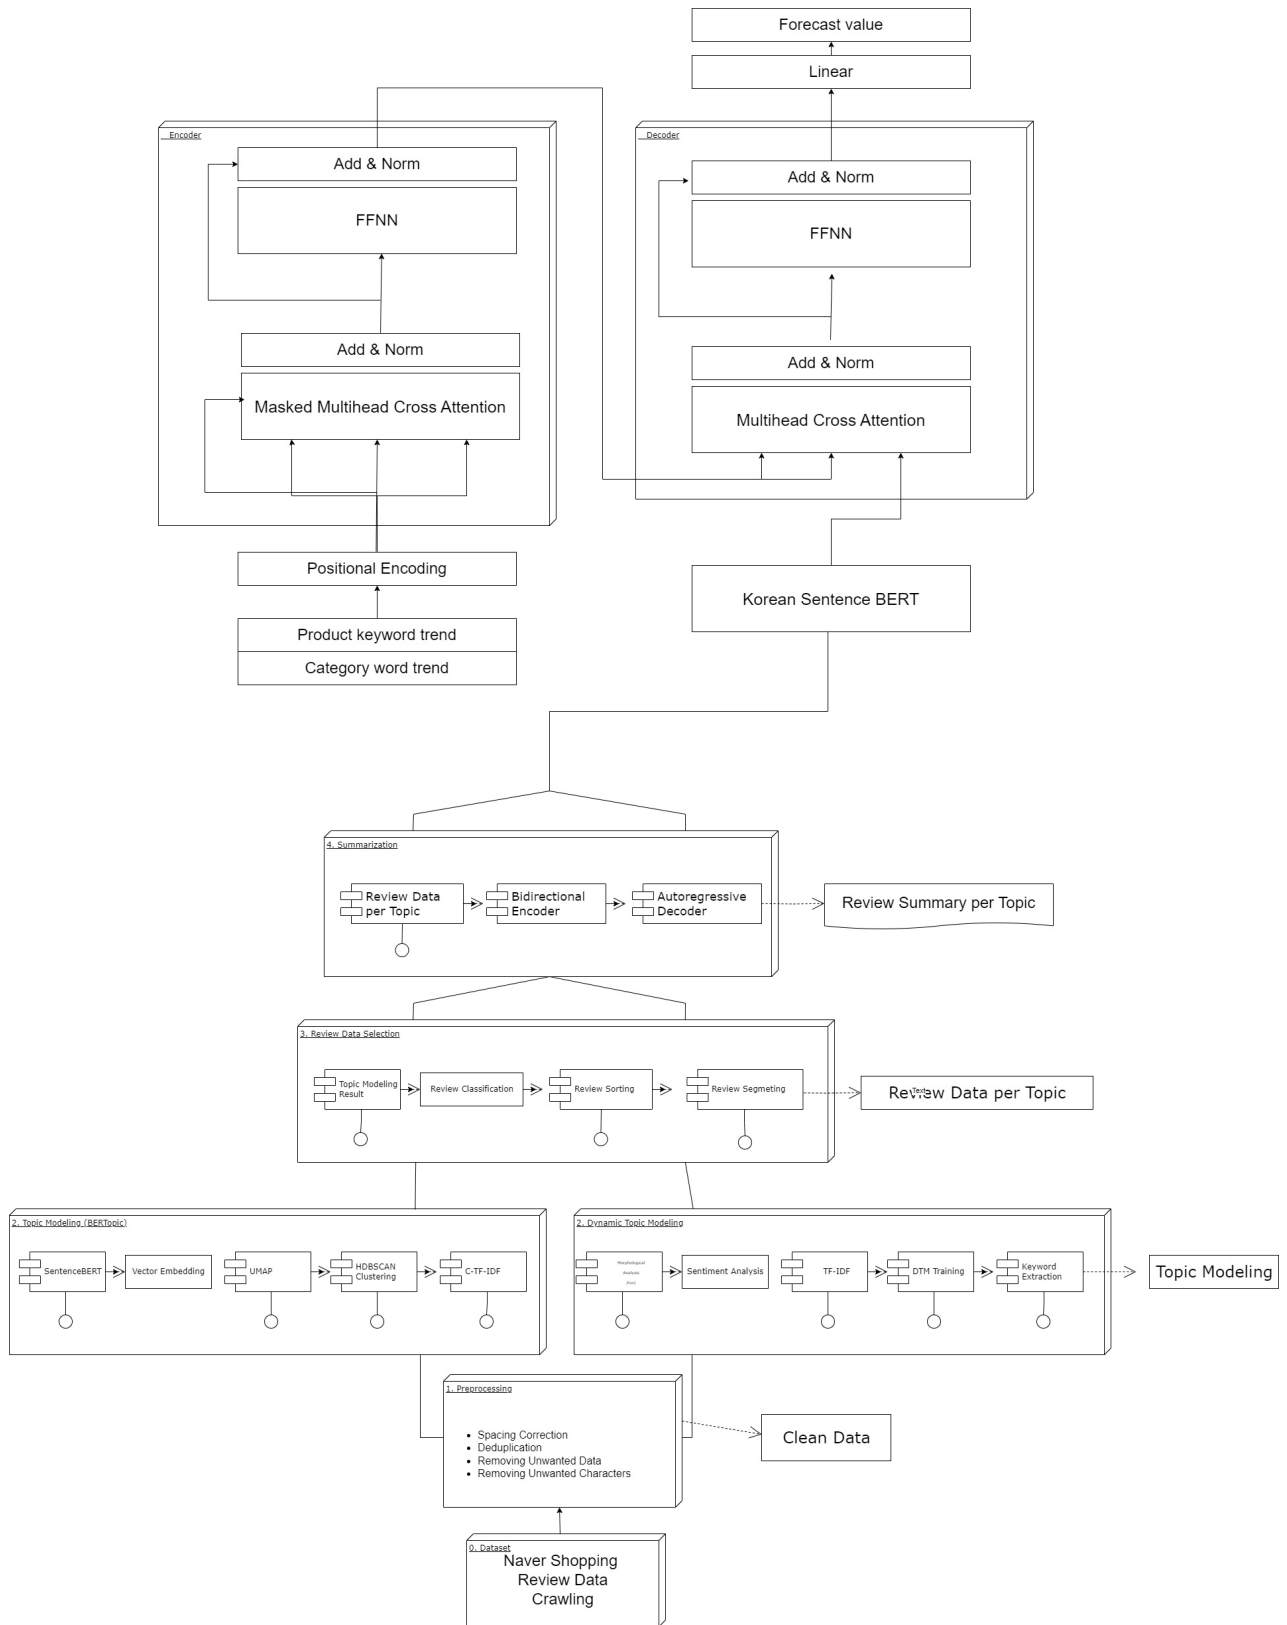 Forecast value
Linear
Encoder
Add & Norm
FFNN
Add & Norm
Masked Multihead Cross Attention
Positional Encoding
Product keyword trend
Category word trend
Decoder
Add & Norm
FFNN
Add & Norm
Multihead Cross Attention
Korean Sentence BERT
4. Summarization
Review Data
per Topic
Bidirectional
Encoder
Autoregressive
Decoder
Review Summary per Topic
3. Review Data Selection
Topic Modeling
Result
Review Classification
Review Sorting
Review Segmeting
Review Data per Topic
Text
2. Topic Modeling (BERTopic)
SentenceBERT
Vector Embedding
UMAP
HDBSCAN
Clustering
C-TF-IDF
2. Dynamic Topic Modeling
Morphological
Analysis
Sentiment Analysis
TF-IDF
DTM Training
Keyword
Extraction
Topic Modeling
1. Preprocessing
• Spacing Correction
• Deduplication
• Removing Unwanted Data
• Removing Unwanted Characters
Clean Data
0. Dataset
Naver Shopping
Review Data
Crawling